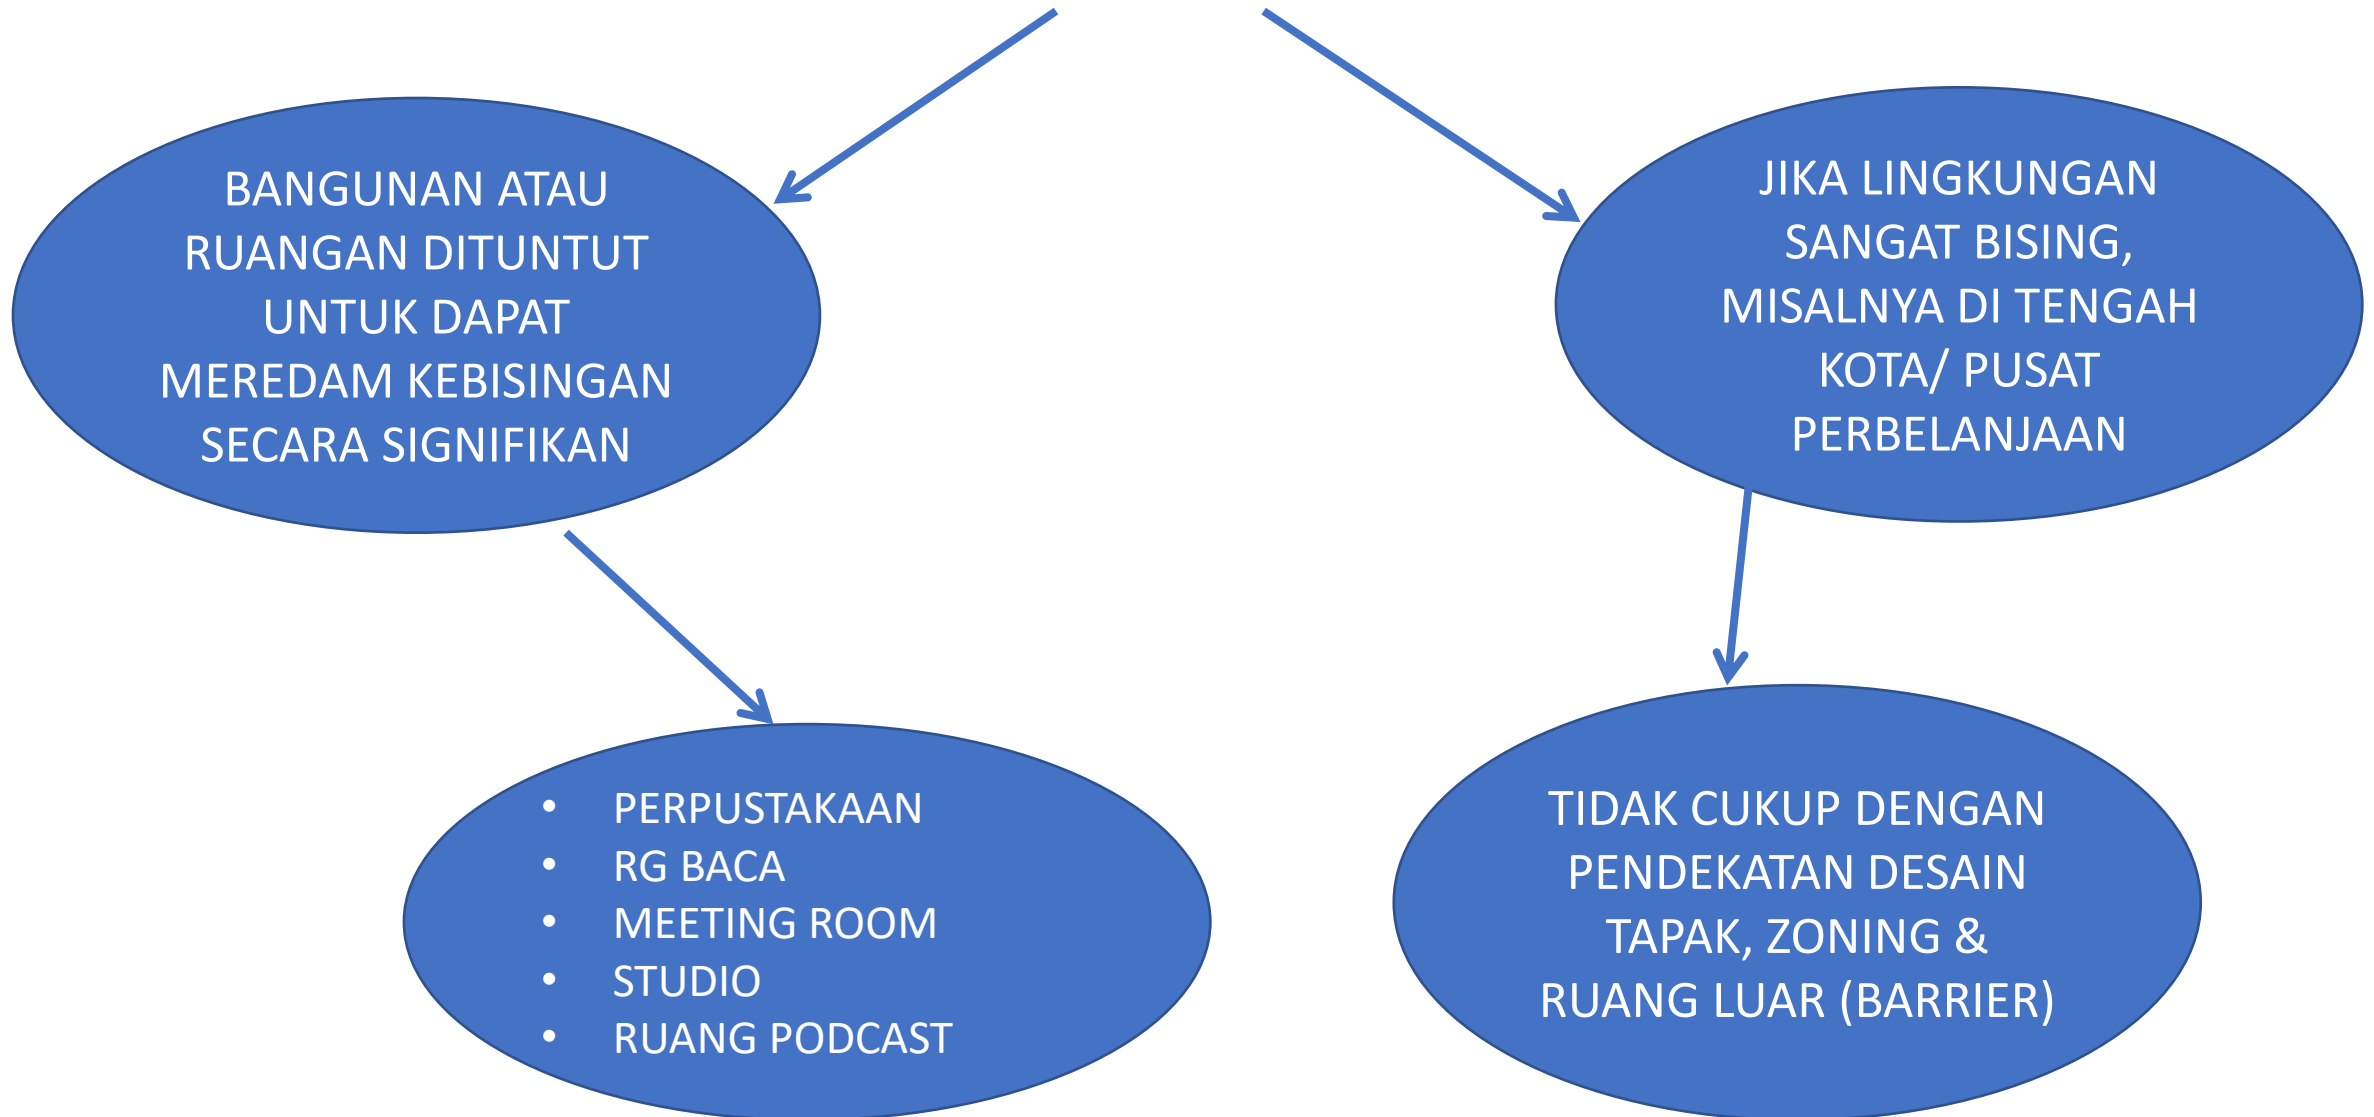 BANGUNAN ATAU
RUANGAN DITUNTUT
UNTUK DAPAT
MEREDAM KEBISINGAN
SECARA SIGNIFIKAN
JIKA LINGKUNGAN
SANGAT BISING,
MISALNYA DI TENGAH
KOTA/ PUSAT
PERBELANJAAN
• PERPUSTAKAAN
• RG BACA
• MEETING ROOM
• STUDIO
• RUANG PODCAST
TIDAK CUKUP DENGAN
PENDEKATAN DESAIN
TAPAK, ZONING &
RUANG LUAR (BARRIER)